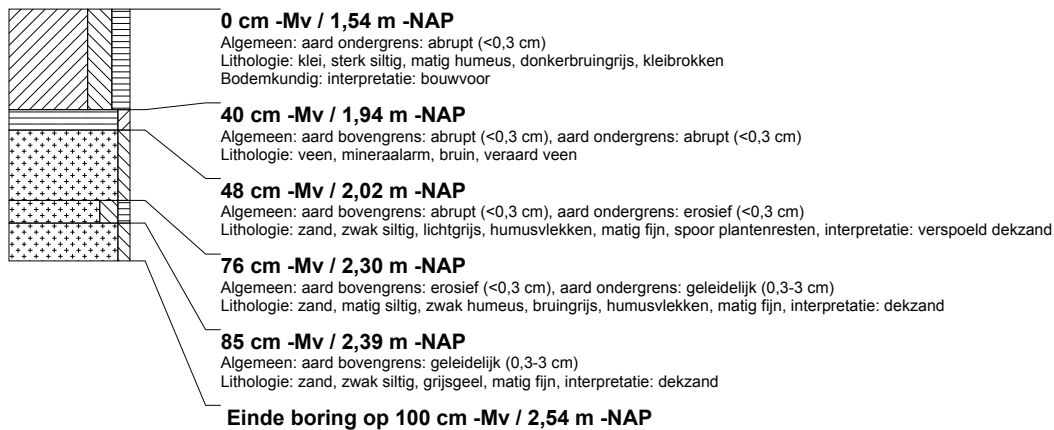 0 cm -Mv / 1,54 m -NAP
Algemeen: aard ondergrens: abrupt (<0,3 cm)
Lithologie: klei, sterk siltig, matig humeus, donkerbruingrijs, kleibrokken
Bodemkundig: interpretatie: bouwvoor
40 cm -Mv / 1,94 m -NAP
Algemeen: aard bovengrens: abrupt (<0,3 cm), aard ondergrens: abrupt (<0,3 cm)
Lithologie: veen, mineraalarm, bruin, veraard veen
48 cm -Mv / 2,02 m -NAP
Algemeen: aard bovengrens: abrupt (<0,3 cm), aard ondergrens: erosief (<0,3 cm)
Lithologie: zand, zwak siltig, lichtgrijs, humusvlekken, matig fijn, spoor plantenresten, interpretatie: verspoeld dekzand
76 cm -Mv / 2,30 m -NAP
Algemeen: aard bovengrens: erosief (<0,3 cm), aard ondergrens: geleidelijk (0,3-3 cm)
Lithologie: zand, matig siltig, zwak humeus, bruingrijs, humusvlekken, matig fijn, interpretatie: dekzand
85 cm -Mv / 2,39 m -NAP
Algemeen: aard bovengrens: geleidelijk (0,3-3 cm)
Lithologie: zand, zwak siltig, grijsgeel, matig fijn, interpretatie: dekzand
Einde boring op 100 cm -Mv / 2,54 m -NAP